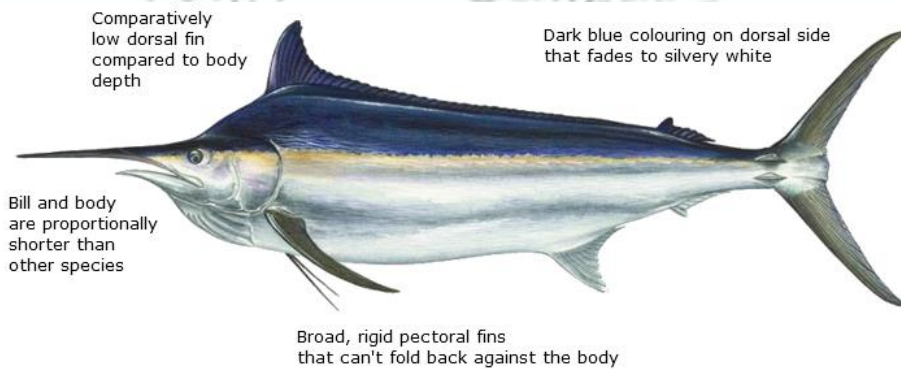 Comparatively
low dorsal fin
compared to body
depth
Dark blue colouring on dorsal side
that fades to silvery white
Bill and body
are proportionally
shorter than
other species
Broad, rigid pectoral fins
that can't fold back against the body